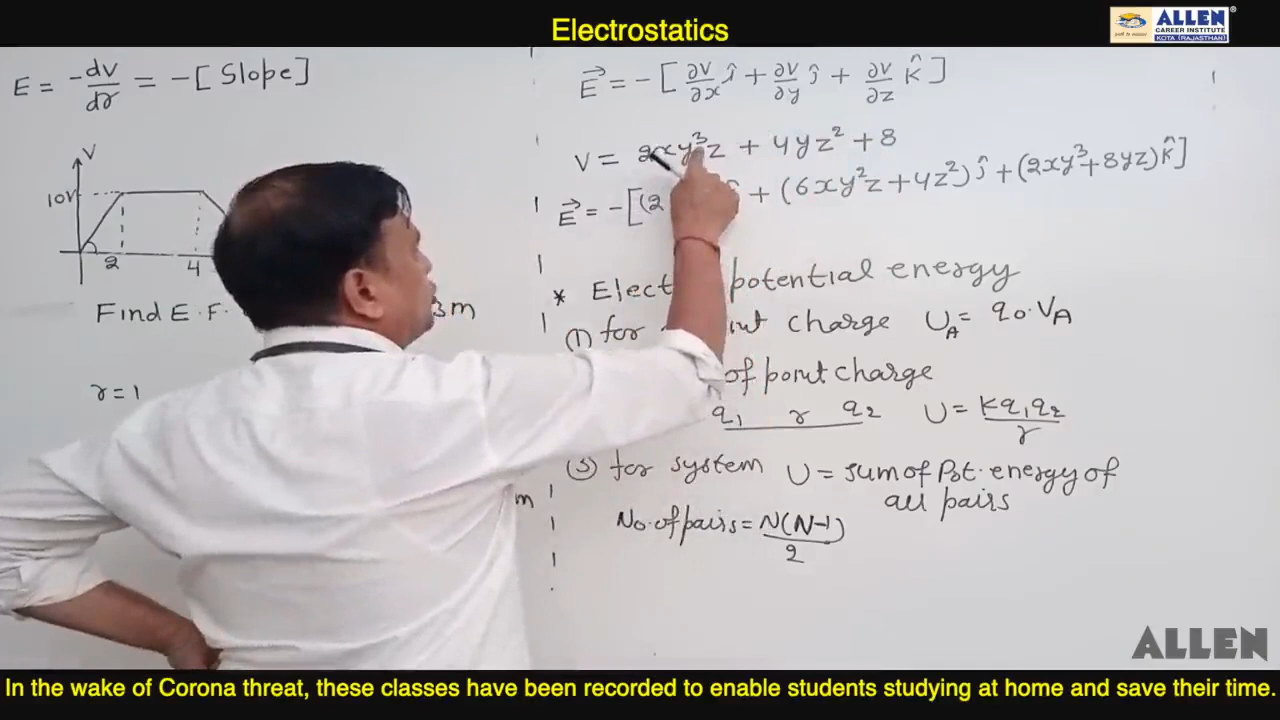 Electrostatics
ALLEN
CAREER INSTITUTE
KOTA (RAJASTHAN)
E = -dV/dr = -[Slope]
V
10V
2
4
Find E.F. 3m
r = 1
m
E⃗ = -[∂V/∂x î + ∂V/∂y ĵ + ∂V/∂z k̂]
V = 2xy³z + 4yz² + 8
E⃗ = -[(2 + (6xy²z + 4z²)ĵ + (2xy³ + 8yz)k̂]
* Elect potential energy
(1) for charge U_A = q₀.V_A
of point charge
q₁ r q₂ U = Kq₁q₂/r
(3) for system U = sum of Pot. energy of
all pairs
No. of pairs = N(N-1)/2
ALLEN
In the wake of Corona threat, these classes have been recorded to enable students studying at home and save their time.